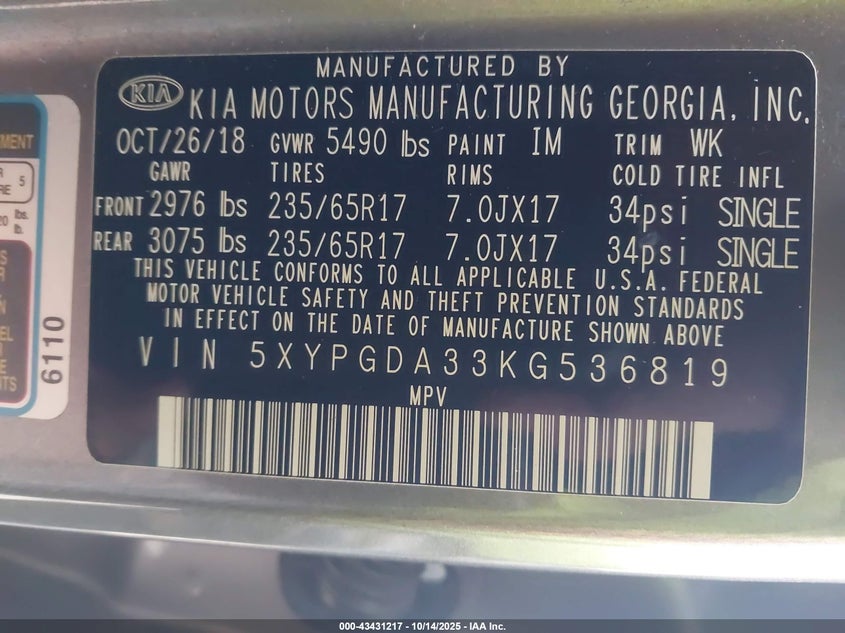 MANUFACTURED BY
KIA KIA MOTORS MANUFACTURING GEORGIA, INC.
OCT/26/18 GVWR 5490 lbs PAINT IM TRIM WK
GAWR TIRES RIMS COLD TIRE INFL
FRONT 2976 lbs 235/65R17 7.0JX17 34psi SINGLE
REAR 3075 lbs 235/65R17 7.0JX17 34psi SINGLE
THIS VEHICLE CONFORMS TO ALL APPLICABLE U.S.A. FEDERAL
MOTOR VEHICLE SAFETY AND THEFT PREVENTION STANDARDS
IN EFFECT ON THE DATE OF MANUFACTURE SHOWN ABOVE
VIN 5XYPGDA33KG536819
MPV
5
lbs.
6110
000-43431217 - 10/14/2025 - IAA Inc.